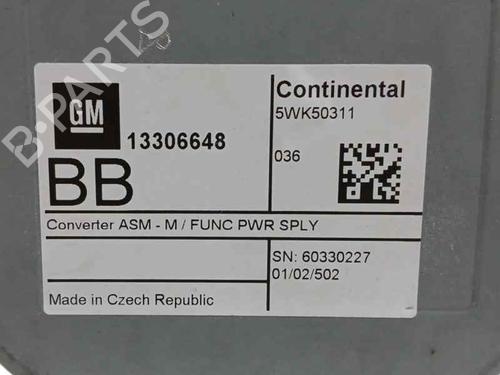 GM
13306648
BB
Continental
5WK50311
036
Converter ASM - M / FUNC PWR SPLY
SN: 60330227
01/02/502
Made in Czech Republic
B-PARTS